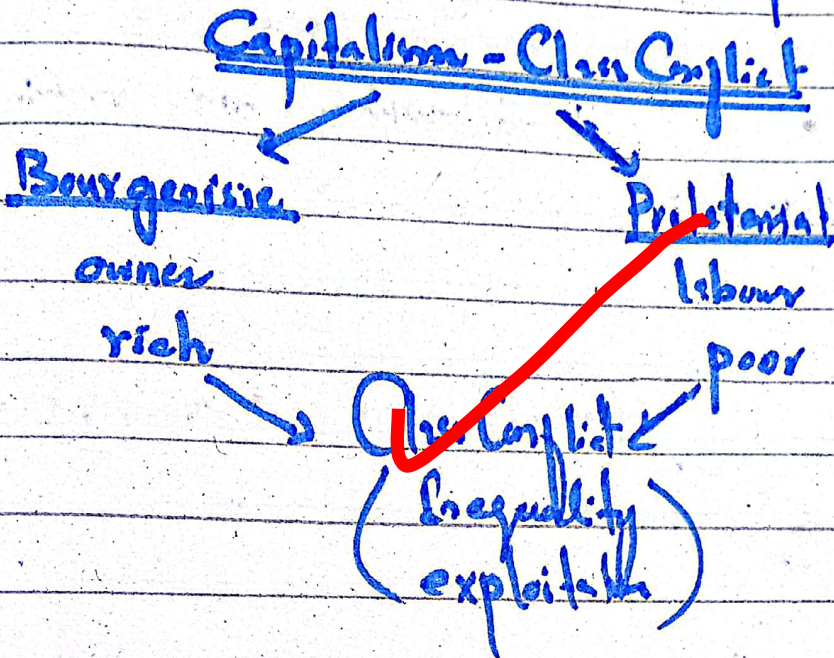 Capitalism - Class Conflict
Bourgeoisie
Proletariat
owner
labour
rich
poor
Class Conflict
(Inequality
exploitation)